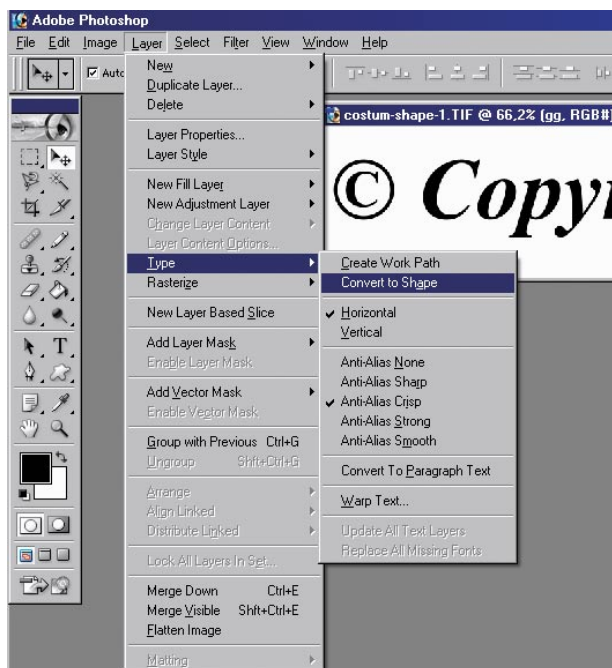 Adobe Photoshop
File Edit Image Layer Select Filter View Window Help
Auto
New
Duplicate Layer...
Delete
Layer Properties...
Layer Style
New Fill Layer
New Adjustment Layer
Change Layer Content
Layer Content Options...
Type
Rasterize
New Layer Based Slice
Add Layer Mask
Enable Layer Mask
Add Vector Mask
Enable Vector Mask
Group with Previous Ctrl+G
Ungroup Shft+Ctrl+G
Arrange
Align Linked
Distribute Linked
Lock All Layers In Set...
Merge Down Ctrl+E
Merge Visible Shft+Ctrl+E
Flatten Image
Matting
costum-shape-1.TIF @ 66,2% (gg, RGB#)
© Copyr
Create Work Path
Convert to Shape
Horizontal
Vertical
Anti-Alias None
Anti-Alias Sharp
Anti-Alias Crisp
Anti-Alias Strong
Anti-Alias Smooth
Convert To Paragraph Text
Warp Text...
Update All Text Layers
Replace All Missing Fonts